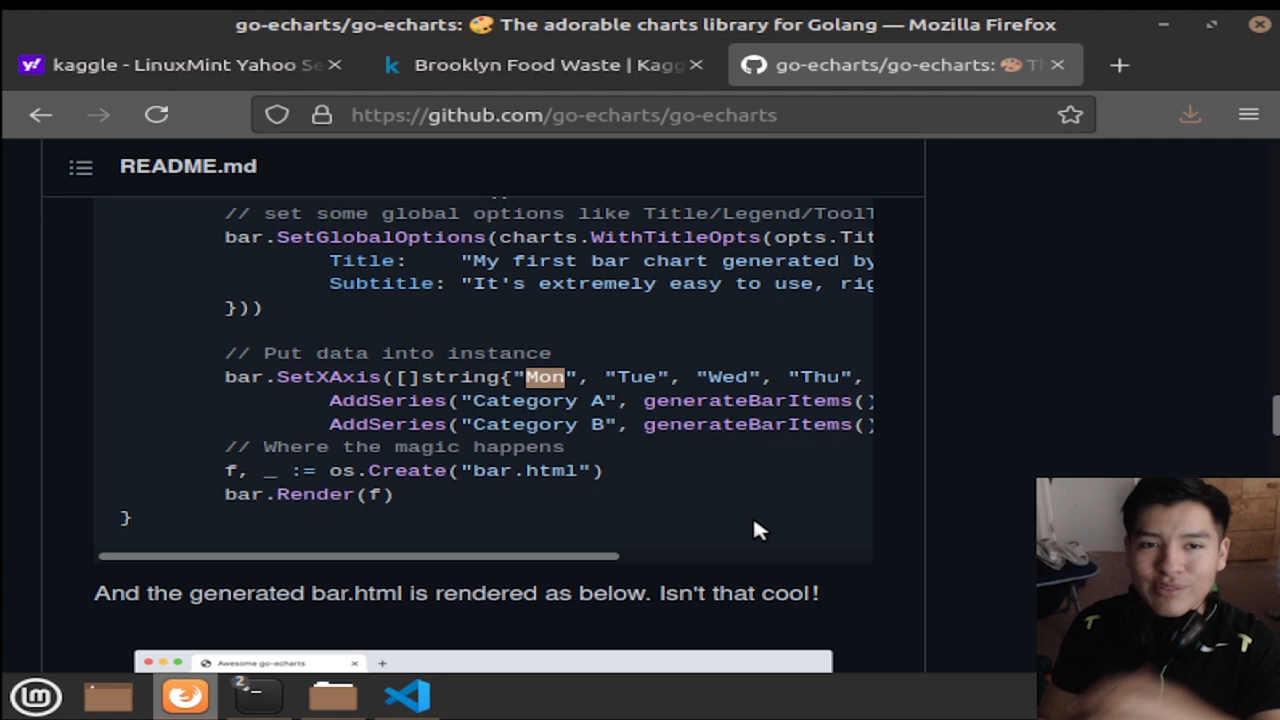 go-echarts/go-echarts: 🎨 The adorable charts library for Golang — Mozilla Firefox
kaggle - LinuxMint Yahoo Se
Brooklyn Food Waste | Kagg
go-echarts/go-echarts: 🎨 Th
https://github.com/go-echarts/go-echarts
README.md
// set some global options like Title/Legend/ToolT
bar.SetGlobalOptions(charts.WithTitleOpts(opts.Tit
Title: "My first bar chart generated by
Subtitle: "It's extremely easy to use, rig
}))
// Put data into instance
bar.SetXAxis([]string{"Mon", "Tue", "Wed", "Thu",
AddSeries("Category A", generateBarItems()
AddSeries("Category B", generateBarItems()
// Where the magic happens
f, _ := os.Create("bar.html")
bar.Render(f)
}
And the generated bar.html is rendered as below. Isn't that cool!
Awesome go-echarts
2